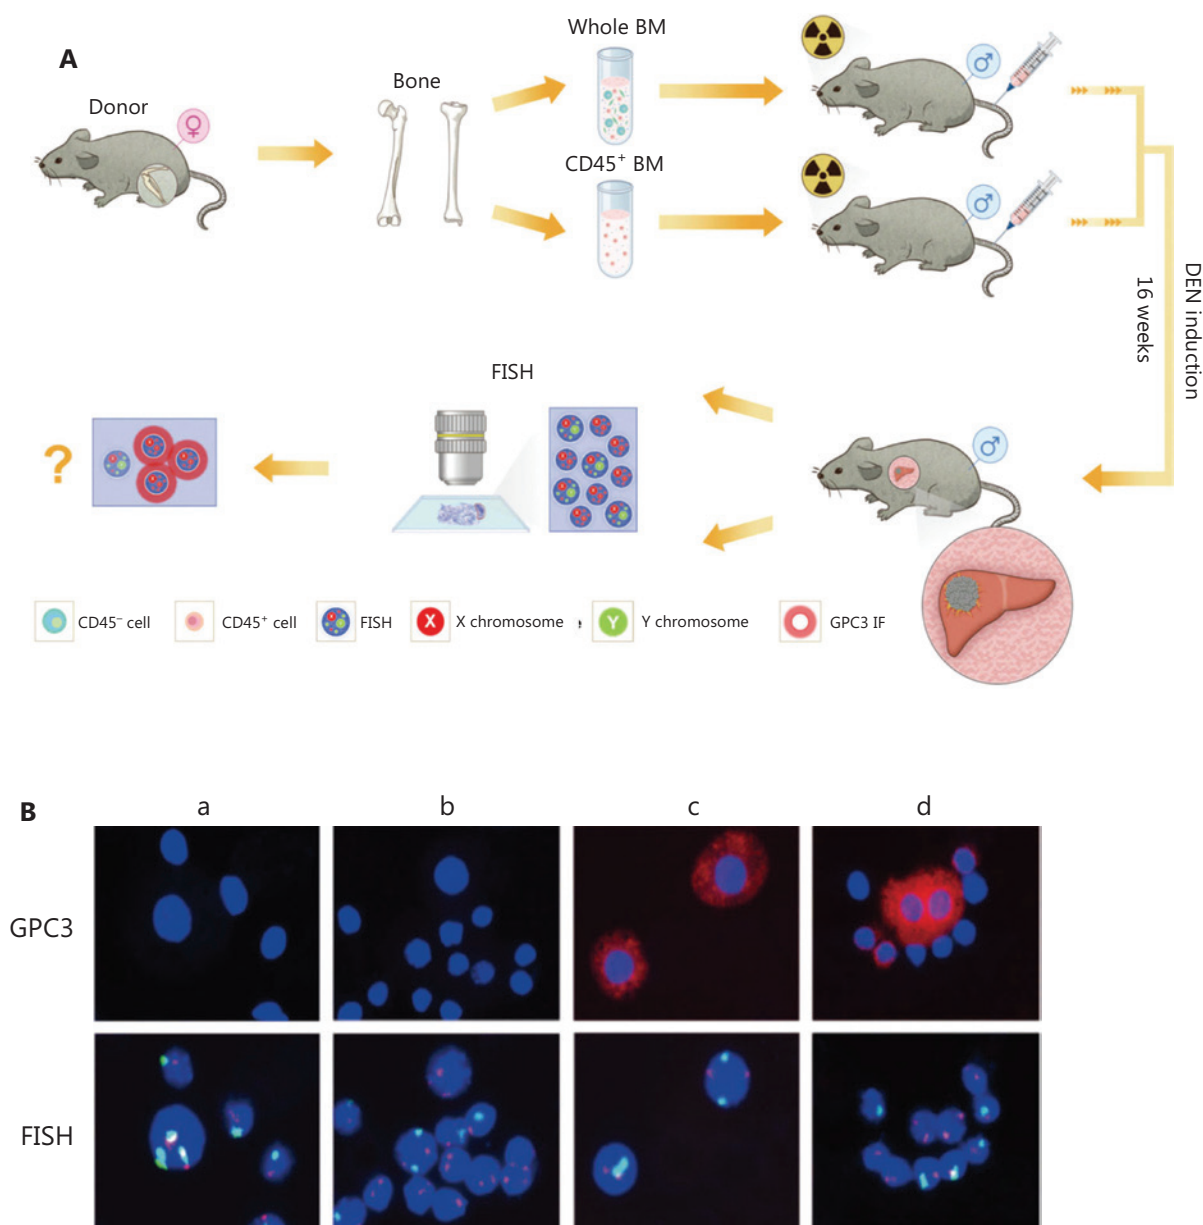 A
Donor
♀
Bone
Whole BM
CD45⁺ BM
♂
♂
DEN induction
16 weeks
♂
FISH
?
CD45⁻ cell
CD45⁺ cell
FISH
X
X chromosome
Y
Y chromosome
GPC3 IF
B
a
b
c
d
GPC3
FISH